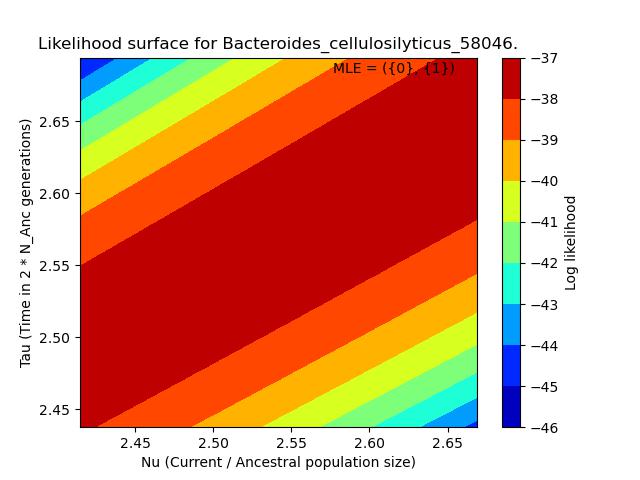 Likelihood surface for Bacteroides_cellulosilyticus_58046.
MLE = ({0}, {1})
Tau (Time in 2 * N_Anc generations)
2.65
2.60
2.55
2.50
2.45
2.45 2.50 2.55 2.60 2.65
Nu (Current / Ancestral population size)
−37
−38
−39
−40
−41
−42
−43
−44
−45
−46
Log likelihood